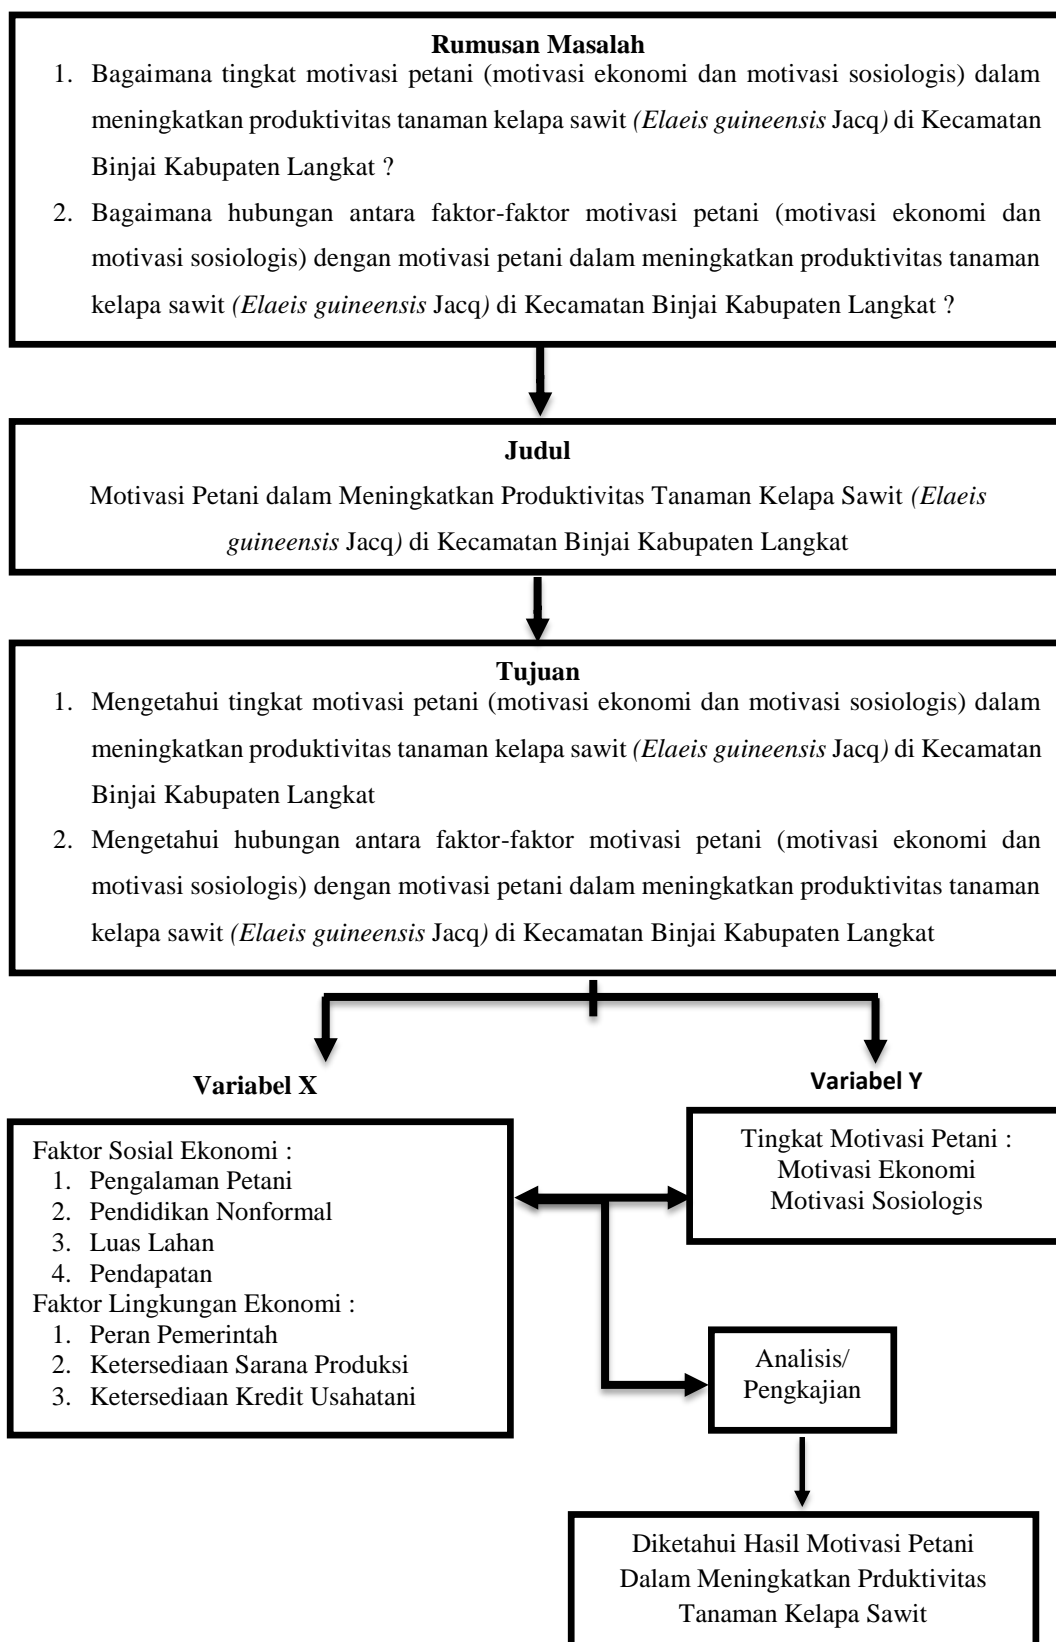 Rumusan Masalah
1. Bagaimana tingkat motivasi petani (motivasi ekonomi dan motivasi sosiologis) dalam
meningkatkan produktivitas tanaman kelapa sawit (Elaeis guineensis Jacq) di Kecamatan
Binjai Kabupaten Langkat ?
2. Bagaimana hubungan antara faktor-faktor motivasi petani (motivasi ekonomi dan
motivasi sosiologis) dengan motivasi petani dalam meningkatkan produktivitas tanaman
kelapa sawit (Elaeis guineensis Jacq) di Kecamatan Binjai Kabupaten Langkat ?
Judul
Motivasi Petani dalam Meningkatkan Produktivitas Tanaman Kelapa Sawit (Elaeis
guineensis Jacq) di Kecamatan Binjai Kabupaten Langkat
Tujuan
1. Mengetahui tingkat motivasi petani (motivasi ekonomi dan motivasi sosiologis) dalam
meningkatkan produktivitas tanaman kelapa sawit (Elaeis guineensis Jacq) di Kecamatan
Binjai Kabupaten Langkat
2. Mengetahui hubungan antara faktor-faktor motivasi petani (motivasi ekonomi dan
motivasi sosiologis) dengan motivasi petani dalam meningkatkan produktivitas tanaman
kelapa sawit (Elaeis guineensis Jacq) di Kecamatan Binjai Kabupaten Langkat
Variabel X
Faktor Sosial Ekonomi :
1. Pengalaman Petani
2. Pendidikan Nonformal
3. Luas Lahan
4. Pendapatan
Faktor Lingkungan Ekonomi :
1. Peran Pemerintah
2. Ketersediaan Sarana Produksi
3. Ketersediaan Kredit Usahatani
Variabel Y
Tingkat Motivasi Petani :
Motivasi Ekonomi
Motivasi Sosiologis
Analisis/
Pengkajian
Diketahui Hasil Motivasi Petani
Dalam Meningkatkan Prduktivitas
Tanaman Kelapa Sawit